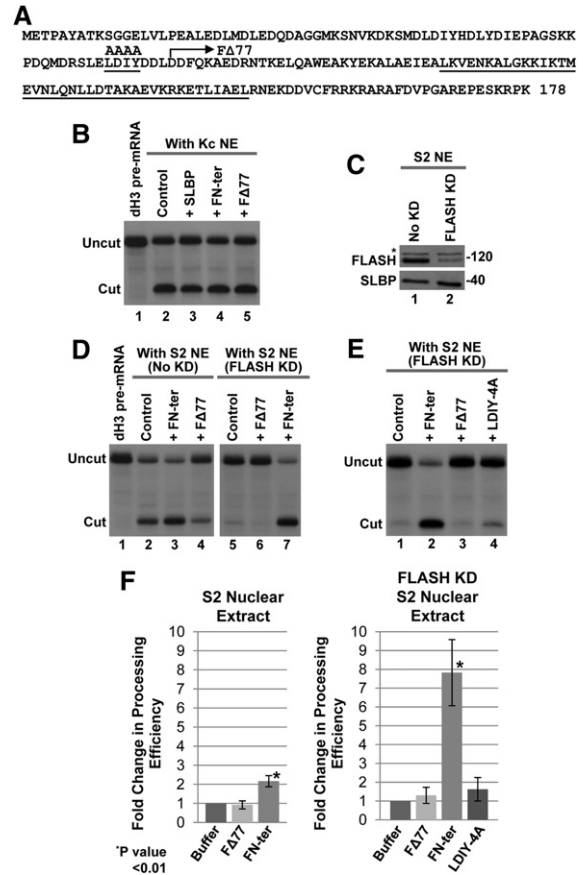 A
METPAYATKSGGELVLPEALEDLMDLEDQDAGGMKSNVKDKSMDLDIYHDLYDIEPAGSKK
AAAA FΔ77
PDQMDRSLELDIYDDLDDFQKAEDRNTKELQAWEAKYEKALAEIEALKVENKALGKKIKTM
EVNLQNLLDTAKAEVKRKETLIAELRNEKDDVCFRRKRARAFDVPGAREPESKRPK 178
B
dH3 pre-mRNA
With Kc NE
Control
+ SLBP
+ FN-ter
+ FΔ77
Uncut
Cut
1 2 3 4 5
C
S2 NE
No KD
FLASH KD
*
FLASH
-120
SLBP
-40
1 2
D
dH3 pre-mRNA
With S2 NE
(No KD)
With S2 NE
(FLASH KD)
Control
+ FN-ter
+ FΔ77
Control
+ FΔ77
+ FN-ter
Uncut
Cut
1 2 3 4 5 6 7
E
With S2 NE
(FLASH KD)
Control
+ FN-ter
+ FΔ77
+ LDIY-4A
Uncut
Cut
1 2 3 4
F
S2 Nuclear
Extract
Fold Change in Processing
Efficiency
10
9
8
7
6
5
4
3
2
1
0
*
Buffer
FΔ77
FN-ter
*P value
<0.01
FLASH KD
S2 Nuclear
Extract
Fold Change in Processing
Efficiency
10
9
8
7
6
5
4
3
2
1
0
*
Buffer
FΔ77
FN-ter
LDIY-4A